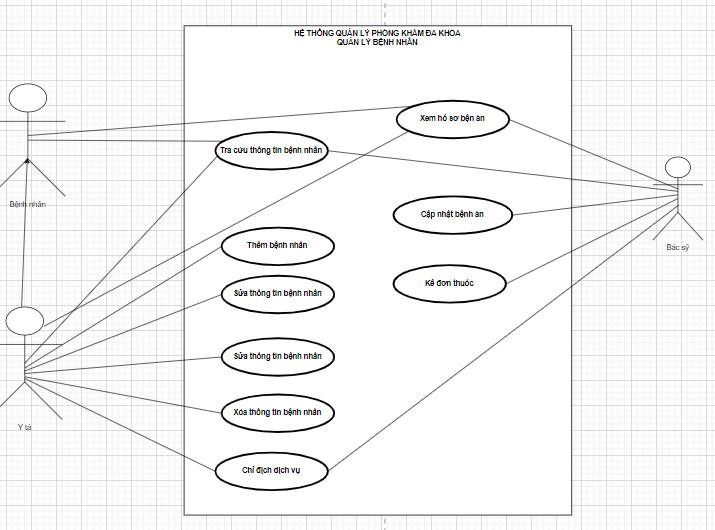 HỆ THỐNG QUẢN LÝ PHÒNG KHÁM ĐA KHOA
QUẢN LÝ BỆNH NHÂN
Xem hồ sơ bện án
Tra cứu thông tin bệnh nhân
Bệnh nhân
Cập nhật bệnh án
Bác sỹ
Thêm bệnh nhân
Kê đơn thuốc
Sửa thông tin bệnh nhân
Sửa thông tin bệnh nhân
Xóa thông tin bệnh nhân
Y tá
Chỉ địch dịch vụ